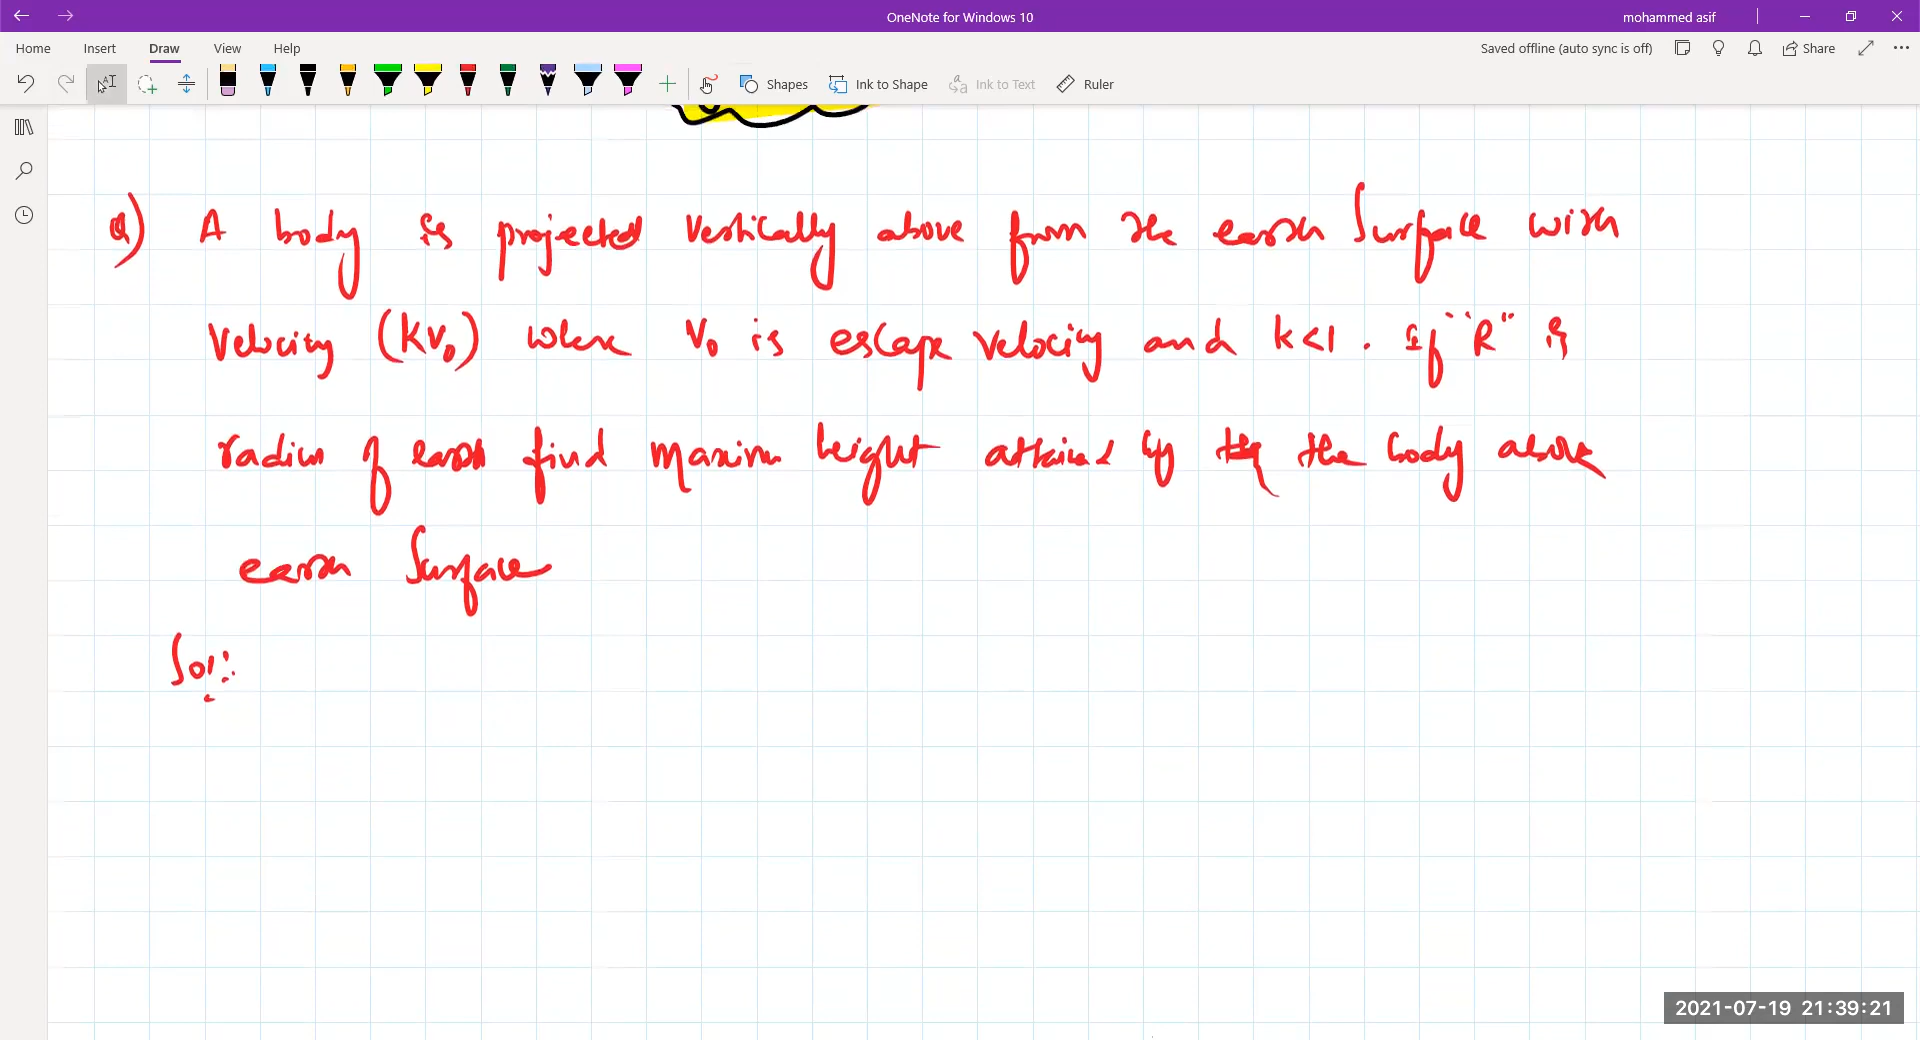 OneNote for Windows 10
mohammed asif
Home Insert Draw View Help
Saved offline (auto sync is off) Share
Shapes Ink to Shape Ink to Text Ruler
Q) A body is projected vertically above from the earth surface with
velocity (KV₀) where V₀ is escape velocity and k<1. If "R" is
radius of earth find maximum height attained by the body above
earth surface
Sol:
2021-07-19 21:39:21